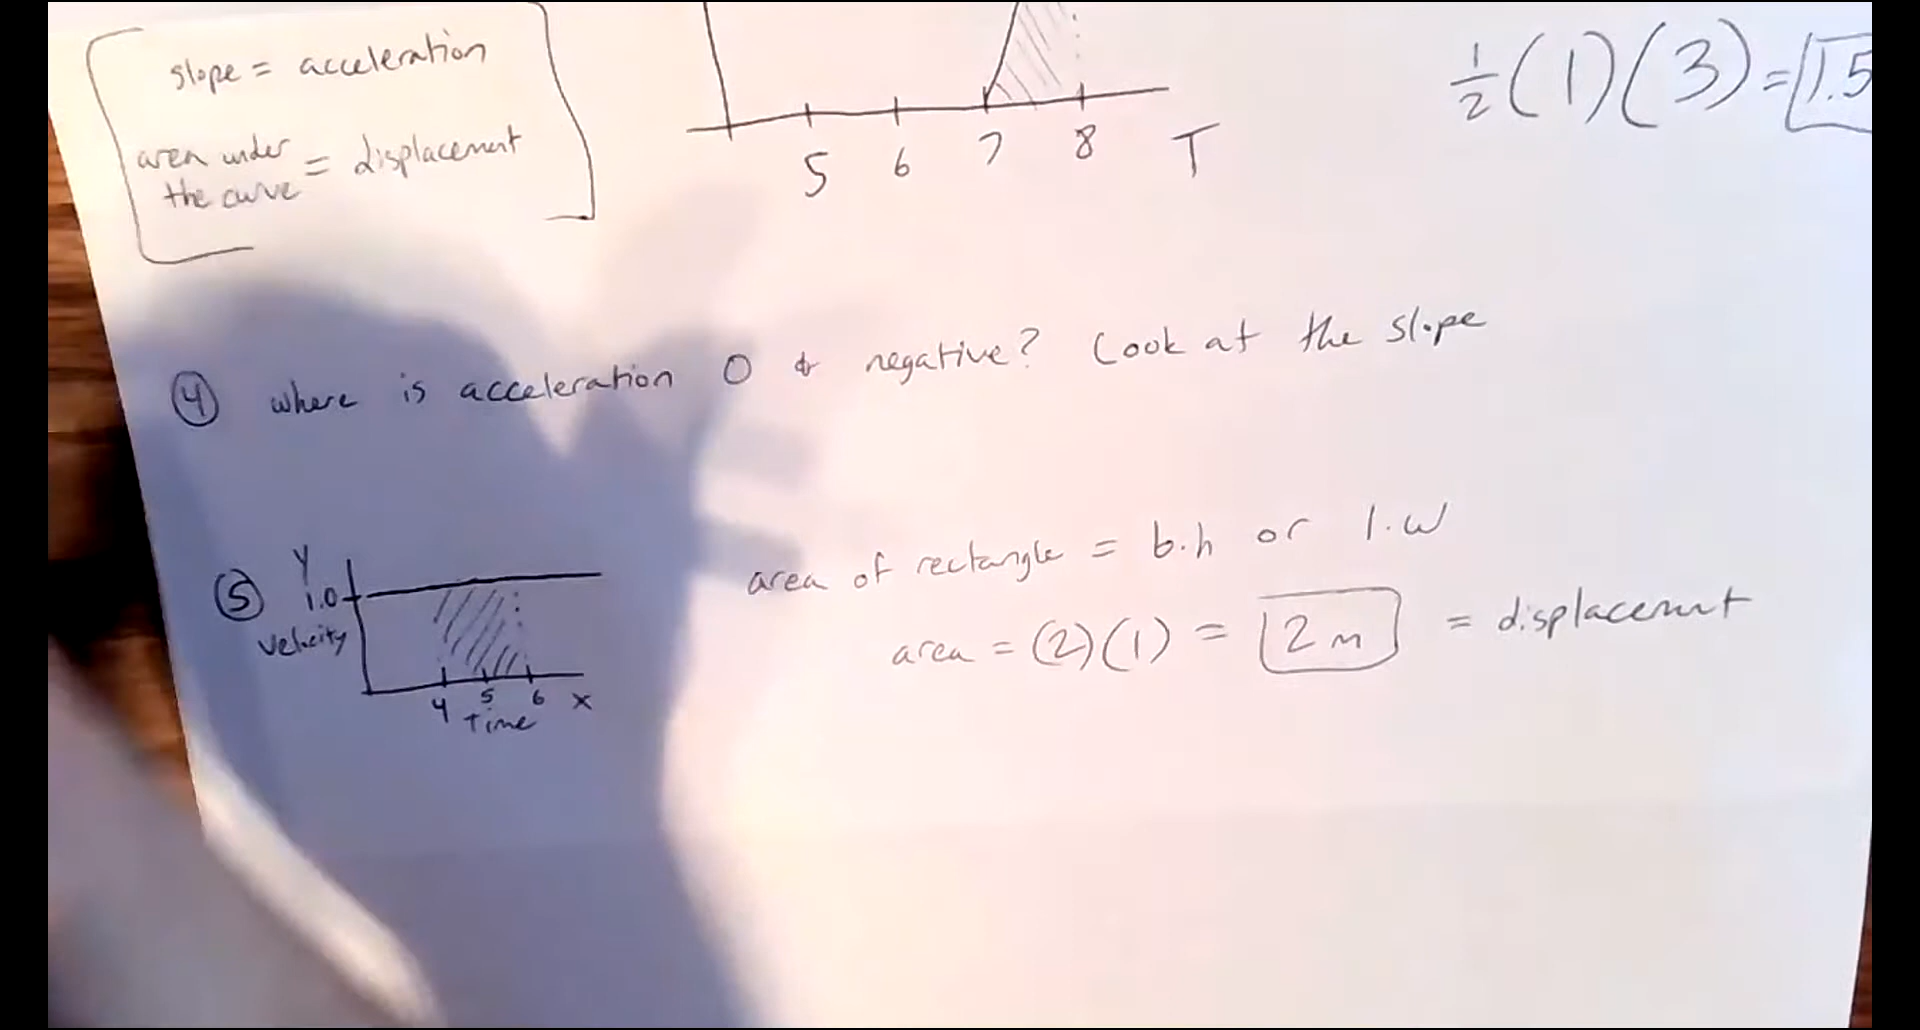 slope = acceleration
area under the curve = displacement
5 6 7 8 T
1/2 (1)(3) = 1.5
④ where is acceleration 0 & negative? Look at the slope
⑤
Y
1.0
velocity
4 5 6 X
Time
area of rectangle = b.h or l.w
area = (2)(1) = 2 m = displacemnt